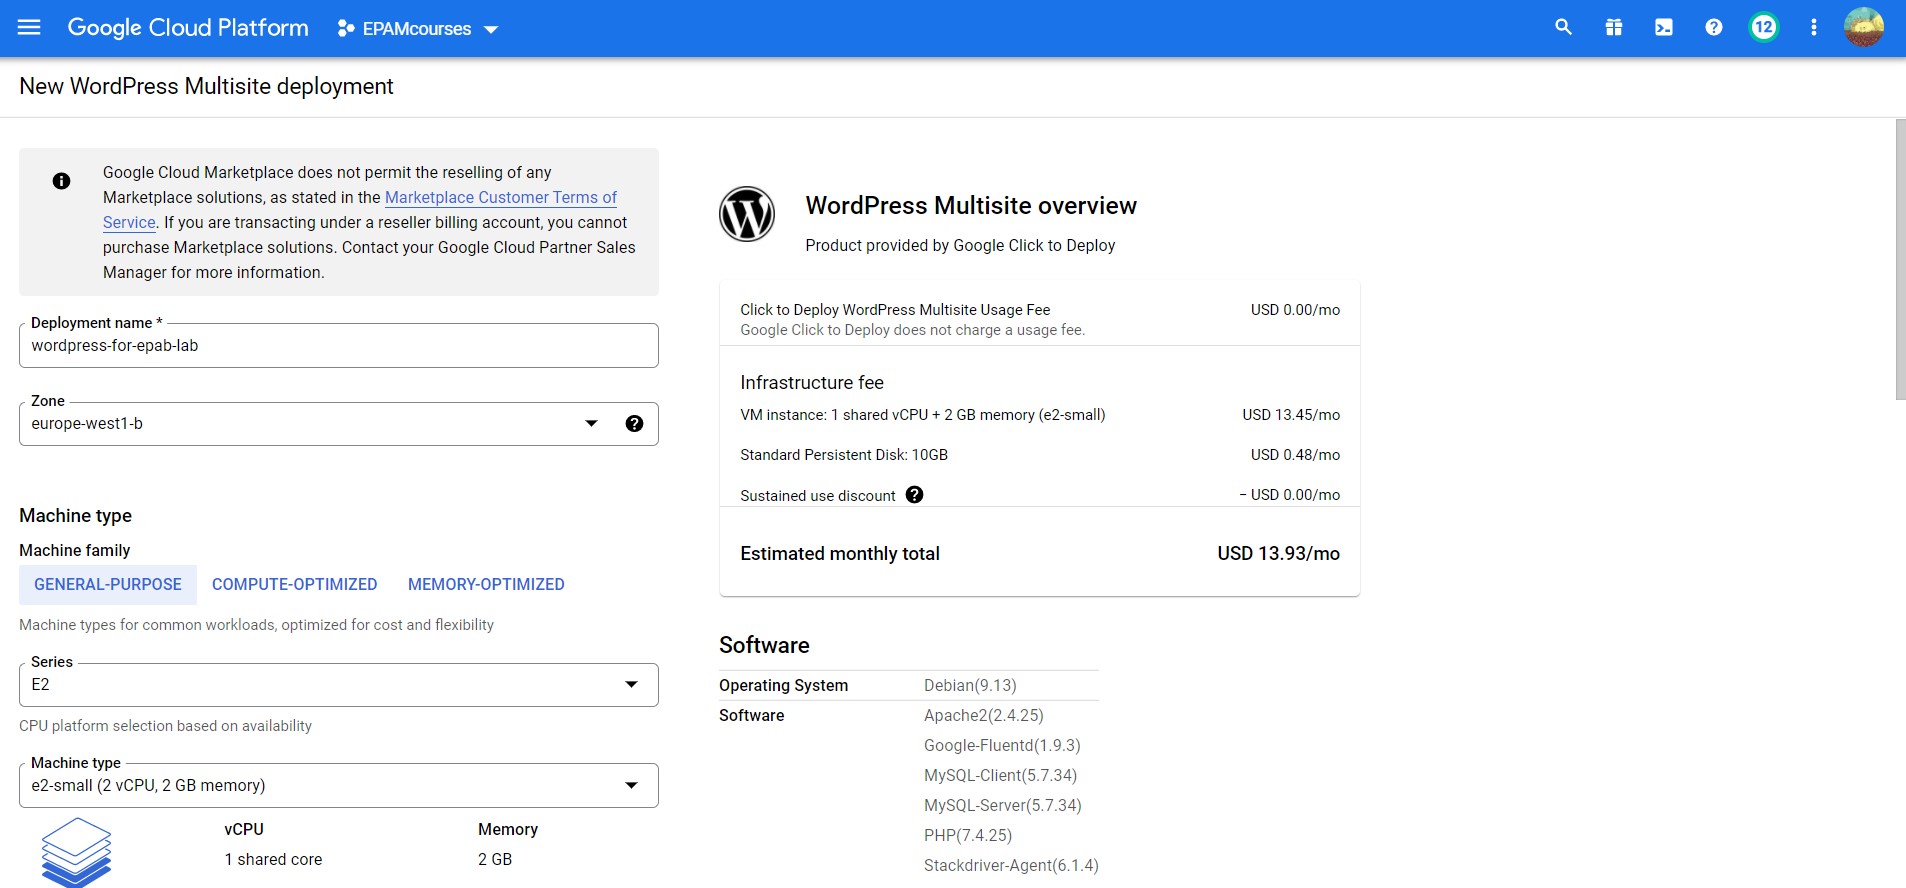 Google Cloud Platform
EPAMcourses
12
New WordPress Multisite deployment
Google Cloud Marketplace does not permit the reselling of any
Marketplace solutions, as stated in the Marketplace Customer Terms of
Service. If you are transacting under a reseller billing account, you cannot
purchase Marketplace solutions. Contact your Google Cloud Partner Sales
Manager for more information.
Deployment name *
wordpress-for-epab-lab
Zone
europe-west1-b
Machine type
Machine family
GENERAL-PURPOSE
COMPUTE-OPTIMIZED
MEMORY-OPTIMIZED
Machine types for common workloads, optimized for cost and flexibility
Series
E2
CPU platform selection based on availability
Machine type
e2-small (2 vCPU, 2 GB memory)
vCPU
Memory
1 shared core
2 GB
WordPress Multisite overview
Product provided by Google Click to Deploy
Click to Deploy WordPress Multisite Usage Fee
USD 0.00/mo
Google Click to Deploy does not charge a usage fee.
Infrastructure fee
VM instance: 1 shared vCPU + 2 GB memory (e2-small)
USD 13.45/mo
Standard Persistent Disk: 10GB
USD 0.48/mo
Sustained use discount
− USD 0.00/mo
Estimated monthly total
USD 13.93/mo
Software
Operating System
Debian(9.13)
Software
Apache2(2.4.25)
Google-Fluentd(1.9.3)
MySQL-Client(5.7.34)
MySQL-Server(5.7.34)
PHP(7.4.25)
Stackdriver-Agent(6.1.4)